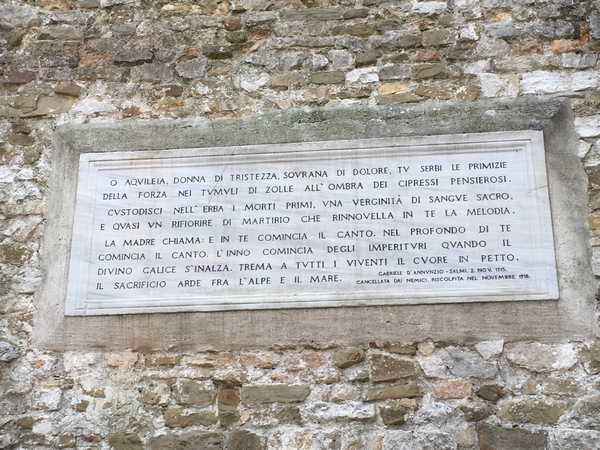 O AQVILEIA, DONNA DI TRISTEZZA, SOVRANA DI DOLORE, TV SERBI LE PRIMIZIE
DELLA FORZA NEI TVMVLI DI ZOLLE ALL'OMBRA DEI CIPRESSI PENSIEROSI.
CVSTODISCI NELL'ERBA I MORTI PRIMI, VNA VERGINITÀ DI SANGVE SACRO,
E QVASI VN RIFIORIRE DI MARTIRIO CHE RINNOVELLA IN TE LA MELODIA.
LA MADRE CHIAMA: E IN TE COMINCIA IL CANTO. NEL PROFONDO DI TE
COMINCIA IL CANTO. L'INNO COMINCIA DEGLI IMPERITVRI QVANDO IL
DIVINO CALICE S'INALZA. TREMA A TVTTI I VIVENTI IL CVORE IN PETTO.
IL SACRIFICIO ARDE FRA L'ALPE E IL MARE.
GABRIELE D'ANNVNZIO - SALMI, 2. NOV. 1915.
CANCELLATA DAI NEMICI, RISCOLPITA NEL NOVEMBRE 1918.